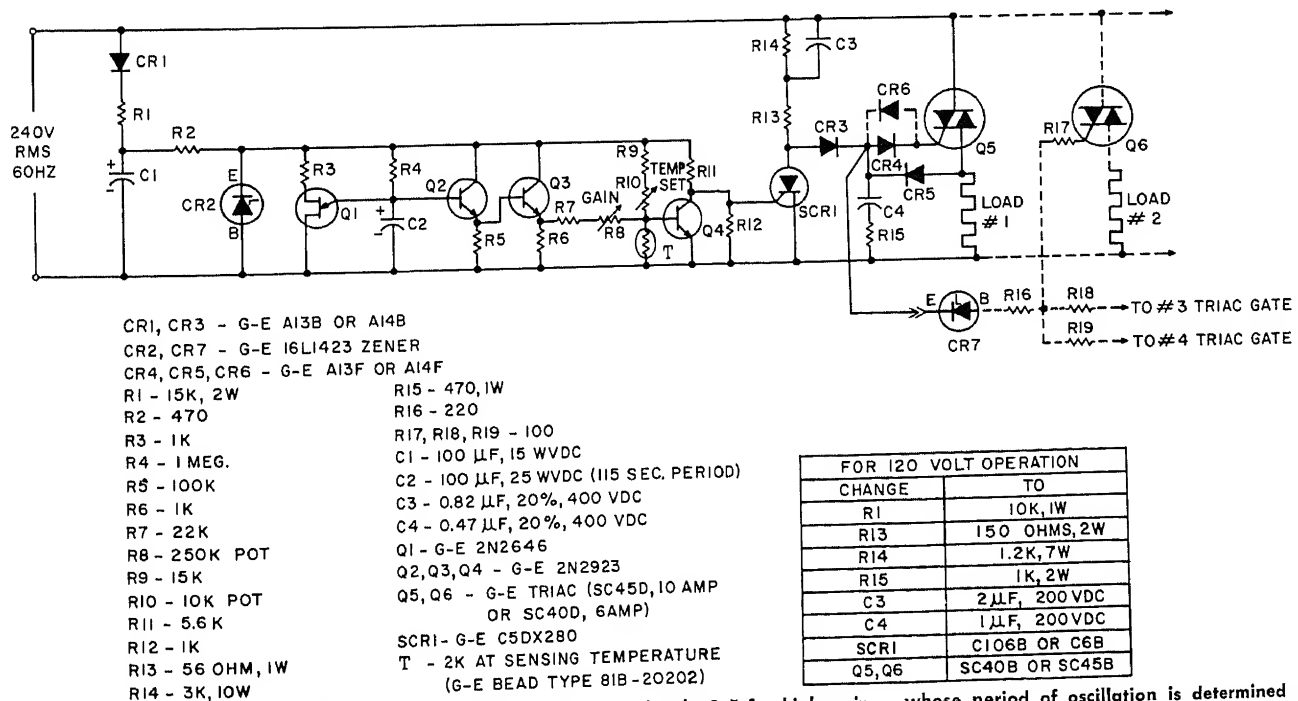 CR1
R1
R2
240V
RMS
60HZ
+
-
C1
E
CR2
B
R3
Q1
R4
+
-
C2
Q2
R5
Q3
R6
R7
GAIN
R8
R9
R10
TEMP
SET
R11
T
Q4
R12
R14
C3
R13
SCR1
CR3
CR6
CR4
CR5
C4
R15
Q5
LOAD
#1
R17
Q6
LOAD
#2
E
B
CR7
R16
R18
TO #3 TRIAC GATE
R19
TO #4 TRIAC GATE
CR1, CR3 - G-E A13B OR A14B
CR2, CR7 - G-E 16L1423 ZENER
CR4, CR5, CR6 - G-E A13F OR A14F
R1 - 15K, 2W
R2 - 470
R3 - 1K
R4 - 1 MEG.
R5 - 100K
R6 - 1K
R7 - 22K
R8 - 250K POT
R9 - 15K
R10 - 10K POT
R11 - 5.6K
R12 - 1K
R13 - 56 OHM, 1W
R14 - 3K, 10W
R15 - 470, 1W
R16 - 220
R17, R18, R19 - 100
C1 - 100 µF, 15 WVDC
C2 - 100 µF, 25 WVDC (115 SEC. PERIOD)
C3 - 0.82 µF, 20%, 400 VDC
C4 - 0.47 µF, 20%, 400 VDC
Q1 - G-E 2N2646
Q2, Q3, Q4 - G-E 2N2923
Q5, Q6 - G-E TRIAC (SC45D, 10 AMP
OR SC40D, 6AMP)
SCR1 - G-E C5DX280
T - 2K AT SENSING TEMPERATURE
(G-E BEAD TYPE 81B-20202)
FOR 120 VOLT OPERATION
CHANGE TO
R1 10K, 1W
R13 150 OHMS, 2W
R14 1.2K, 7W
R15 1K, 2W
C3 2µF, 200 VDC
C4 1µF, 200 VDC
SCR1 C106B OR C6B
Q5, Q6 SC40B OR SC45B
whose period of oscillation is determined